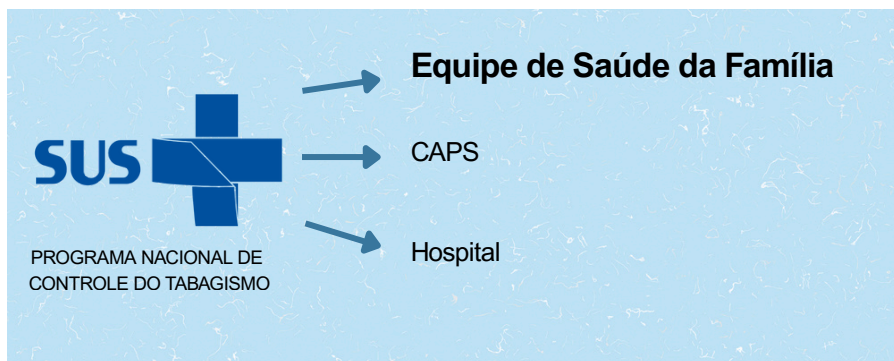 Equipe de Saúde da Família
SUS
CAPS
Hospital
PROGRAMA NACIONAL DE
CONTROLE DO TABAGISMO